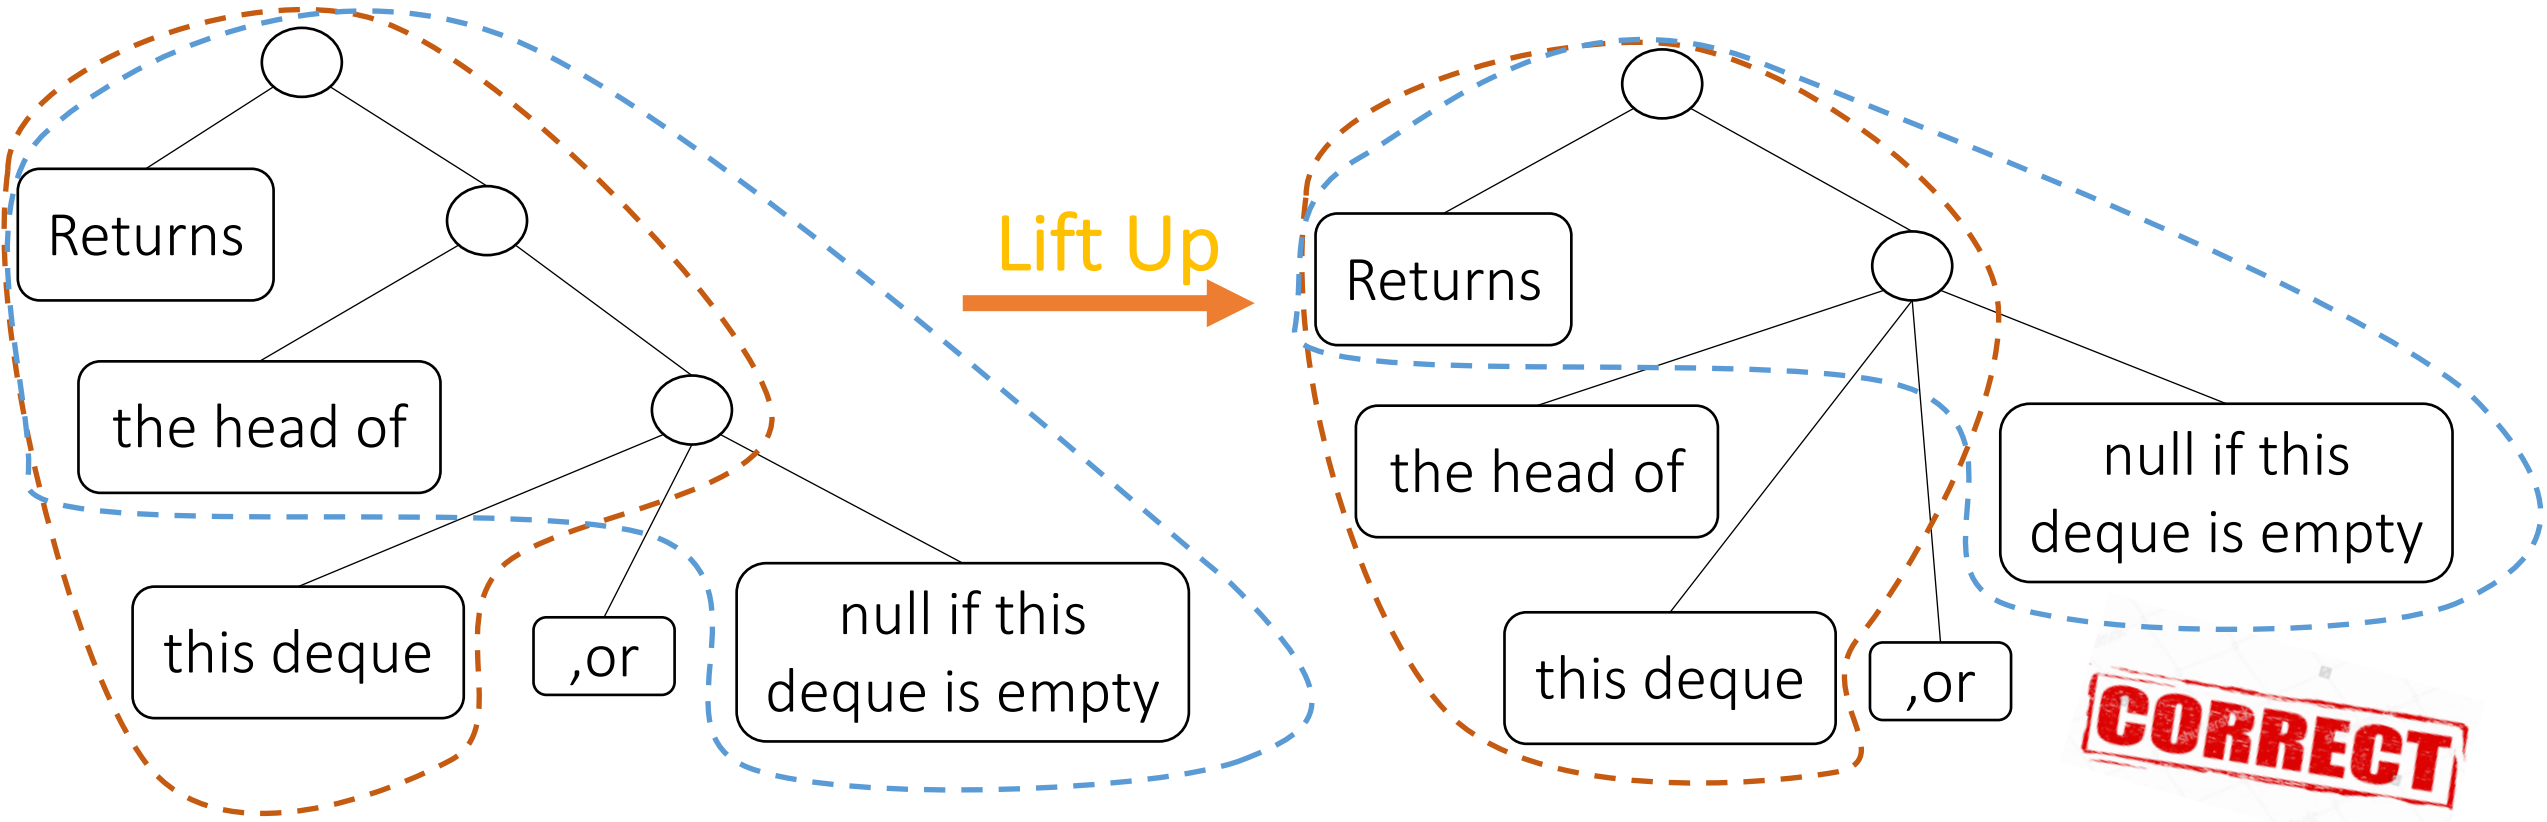 Returns
the head of
this deque
,or
null if this
deque is empty
Lift Up
Returns
the head of
this deque
,or
null if this
deque is empty
CORRECT